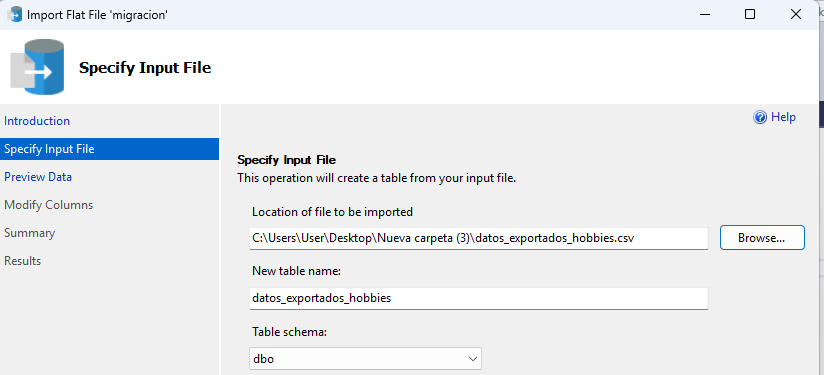 Import Flat File 'migracion'
Specify Input File
Introduction
Specify Input File
Preview Data
Modify Columns
Summary
Results
Help
Specify Input File
This operation will create a table from your input file.
Location of file to be imported
C:\Users\User\Desktop\Nueva carpeta (3)\datos_exportados_hobbies.csv
Browse...
New table name:
datos_exportados_hobbies
Table schema:
dbo